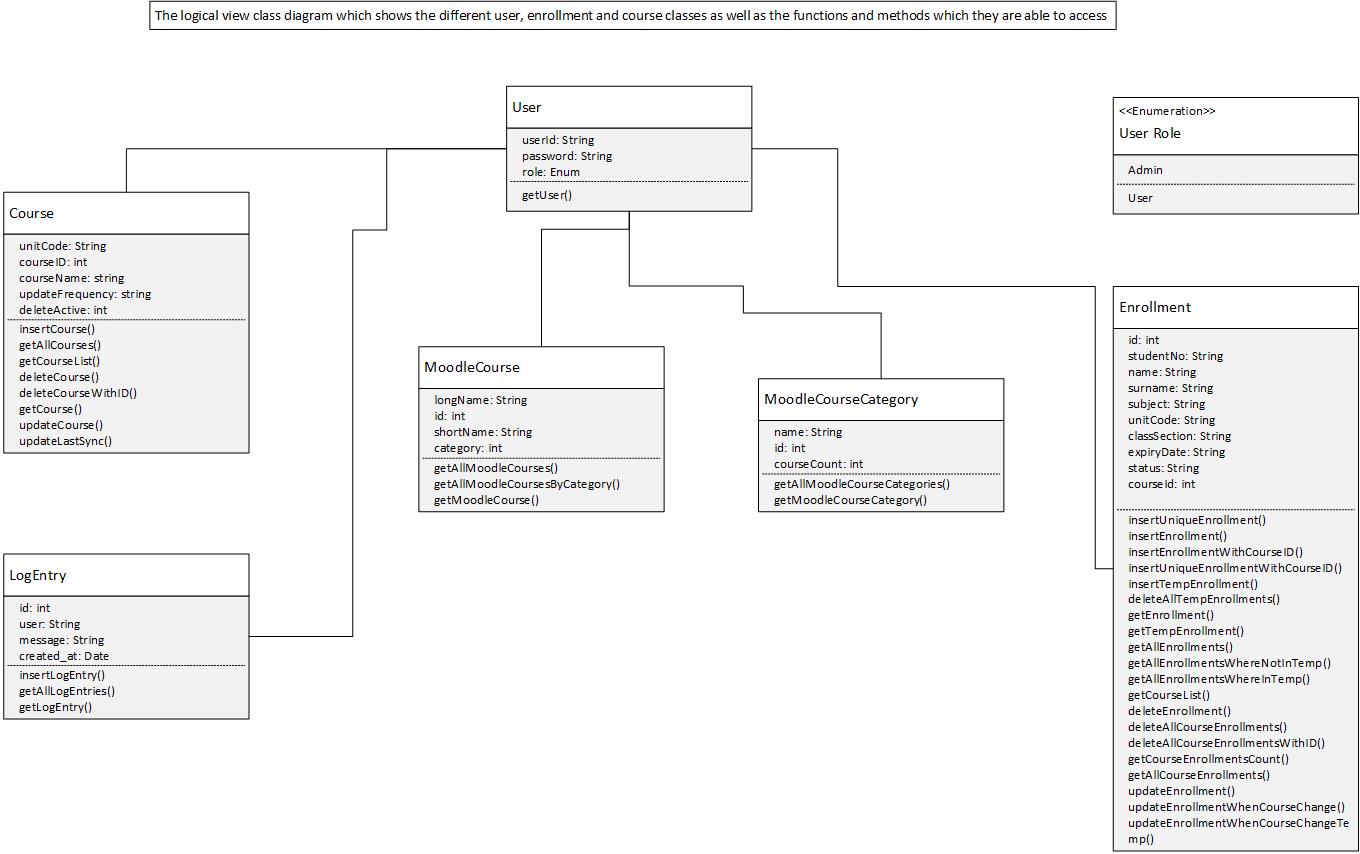 The logical view class diagram which shows the different user, enrollment and course classes as well as the functions and methods which they are able to access
User
userId: String
password: String
role: Enum
getUser()
<<Enumeration>>
User Role
Admin
User
Course
unitCode: String
courseID: int
courseName: string
updateFrequency: string
deleteActive: int
insertCourse()
getAllCourses()
getCourseList()
deleteCourse()
deleteCourseWithID()
getCourse()
updateCourse()
updateLastSync()
MoodleCourse
longName: String
id: int
shortName: String
category: int
getAllMoodleCourses()
getAllMoodleCoursesByCategory()
getMoodleCourse()
MoodleCourseCategory
name: String
id: int
courseCount: int
getAllMoodleCourseCategories()
getMoodleCourseCategory()
Enrollment
id: int
studentNo: String
name: String
surname: String
subject: String
unitCode: String
classSection: String
expiryDate: String
status: String
courseId: int
insertUniqueEnrollment()
insertEnrollment()
insertEnrollmentWithCourseID()
insertUniqueEnrollmentWithCourseID()
insertTempEnrollment()
deleteAllTempEnrollments()
getEnrollment()
getTempEnrollment()
getAllEnrollments()
getAllEnrollmentsWhereNotInTemp()
getAllEnrollmentsWhereInTemp()
getCourseList()
deleteEnrollment()
deleteAllCourseEnrollments()
deleteAllCourseEnrollmentsWithID()
getCourseEnrollmentsCount()
getAllCourseEnrollments()
updateEnrollment()
updateEnrollmentWhenCourseChange()
updateEnrollmentWhenCourseChangeTe
mp()
LogEntry
id: int
user: String
message: String
created_at: Date
insertLogEntry()
getAllLogEntries()
getLogEntry()